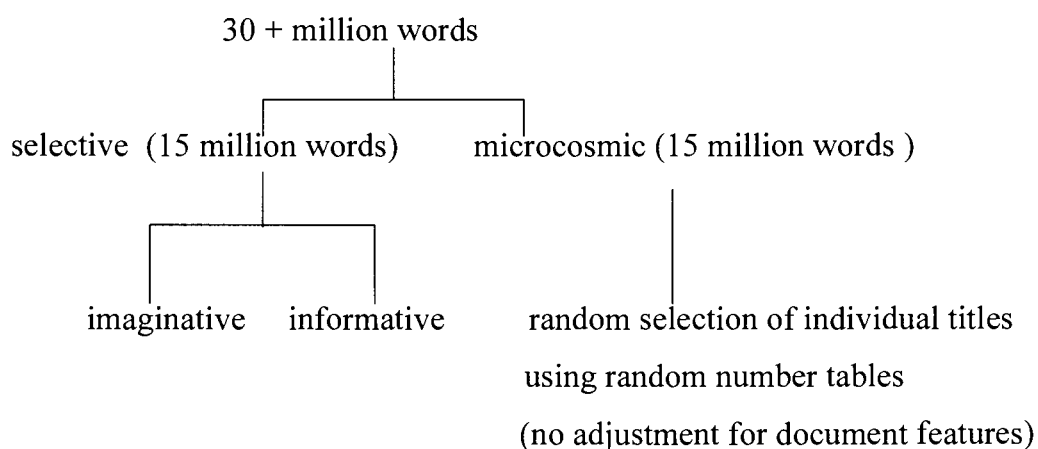 30 + million words
selective (15 million words)
microcosmic (15 million words )
imaginative
informative
random selection of individual titles
using random number tables
(no adjustment for document features)